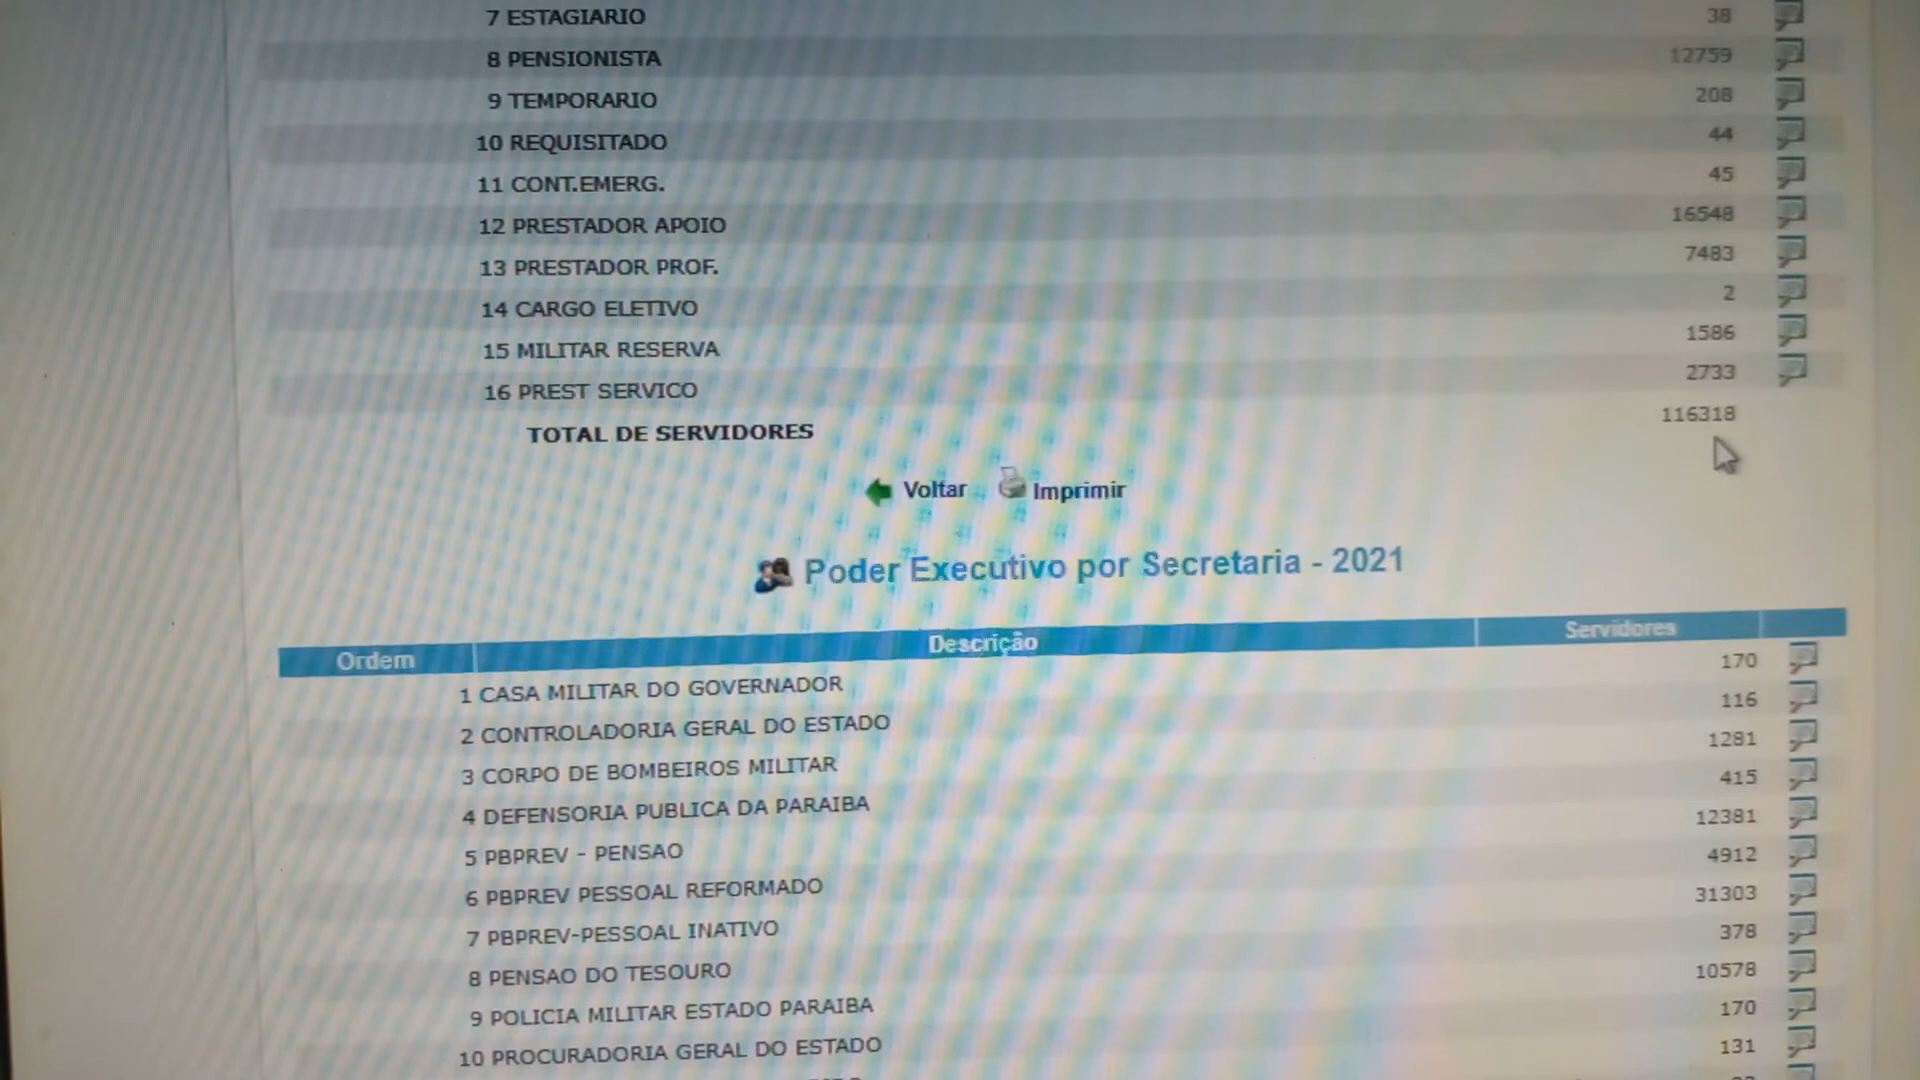 7 ESTAGIARIO 38
8 PENSIONISTA 12759
9 TEMPORARIO 208
10 REQUISITADO 44
11 CONT.EMERG. 45
12 PRESTADOR APOIO 16548
13 PRESTADOR PROF. 7483
14 CARGO ELETIVO 2
15 MILITAR RESERVA 1586
16 PREST SERVICO 2733
TOTAL DE SERVIDORES 116318
Voltar Imprimir
Poder Executivo por Secretaria - 2021
Ordem Descrição Servidores
1 CASA MILITAR DO GOVERNADOR 170
2 CONTROLADORIA GERAL DO ESTADO 116
3 CORPO DE BOMBEIROS MILITAR 1281
4 DEFENSORIA PUBLICA DA PARAIBA 415
5 PBPREV - PENSAO 12381
6 PBPREV PESSOAL REFORMADO 4912
7 PBPREV-PESSOAL INATIVO 31303
8 PENSAO DO TESOURO 378
9 POLICIA MILITAR ESTADO PARAIBA 10578
10 PROCURADORIA GERAL DO ESTADO 170
131